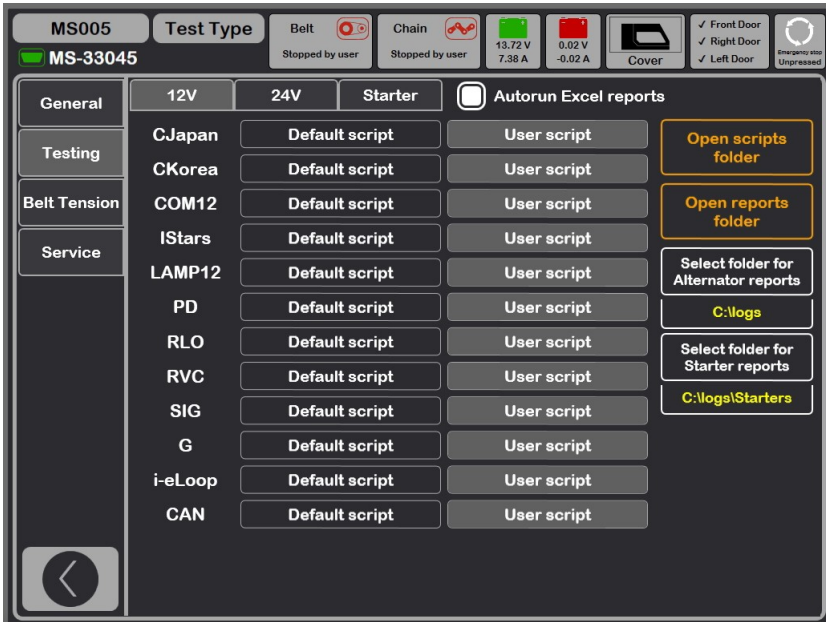 MS005
Test Type
MS-33045
Belt
Stopped by user
Chain
Stopped by user
13.72 V
7.38 A
0.02 V
-0.02 A
Cover
✓ Front Door
✓ Right Door
✓ Left Door
Emergency stop
Unpressed
General
Testing
Belt Tension
Service
12V
24V
Starter
Autorun Excel reports
CJapan Default script User script
CKorea Default script User script
COM12 Default script User script
IStars Default script User script
LAMP12 Default script User script
PD Default script User script
RLO Default script User script
RVC Default script User script
SIG Default script User script
G Default script User script
i-eLoop Default script User script
CAN Default script User script
Open scripts
folder
Open reports
folder
Select folder for
Alternator reports
C:\logs
Select folder for
Starter reports
C:\logs\Starters